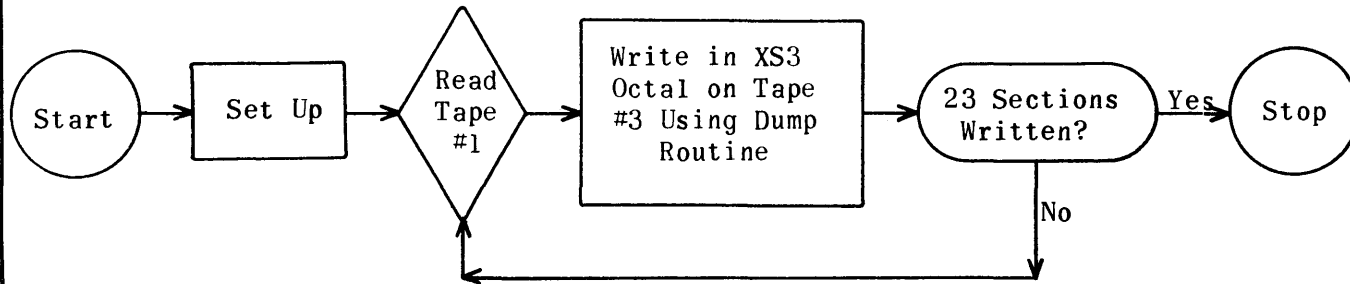 Start
Set Up
Read
Tape
#1
Write in XS3
Octal on Tape
#3 Using Dump
Routine
23 Sections
Written?
Yes
Stop
No